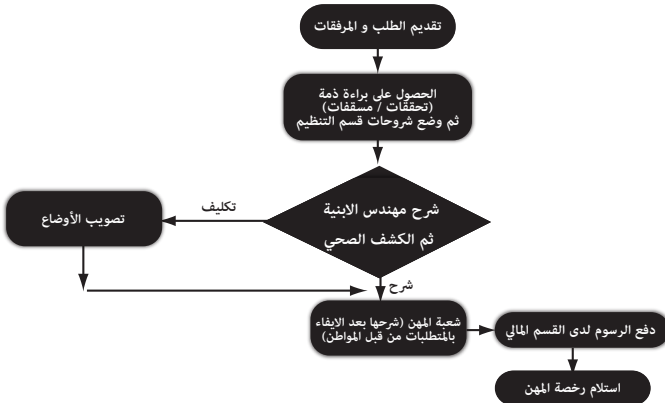 تقديم الطلب و المرفقات
الحصول على براءة ذمة
(تحققات / مسقفات)
ثم وضع شروحات قسم التنظيم
شرح مهندس الابنية
ثم الكشف الصحي
تكليف
تصويب الأوضاع
شرح
شعبة المهن (شرحها بعد الايفاء
بالمتطلبات من قبل المواطن)
دفع الرسوم لدى القسم المالي
استلام رخصة المهن